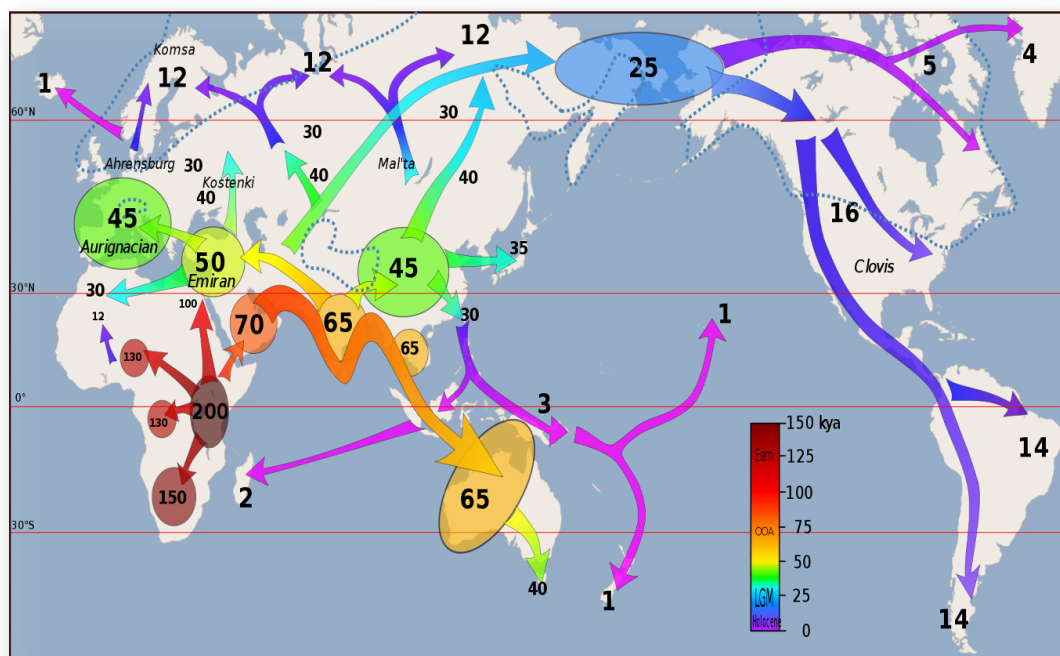 12
12
Komsa
12
25
5
4
1
60°N
30
30
Ahrensburg
30
Mal'ta
Kostenki
40
40
40
45
16
Aurignacian
50
45
35
Clovis
Emiran
30°N
30
100
12
70
65
30
1
65
130
130
200
0°
3
150 kya
Eem
125
14
150
2
65
100
OOA
75
30°S
50
40
LGM
25
1
Holocene
0
14